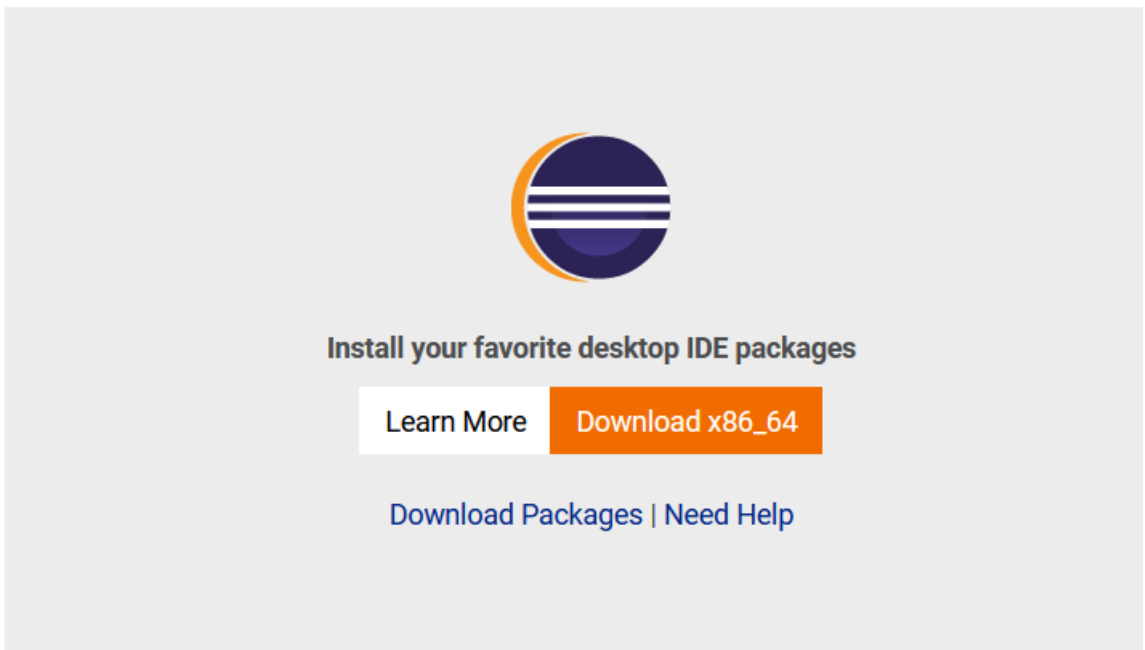 Install your favorite desktop IDE packages
Learn More Download x86_64
Download Packages | Need Help